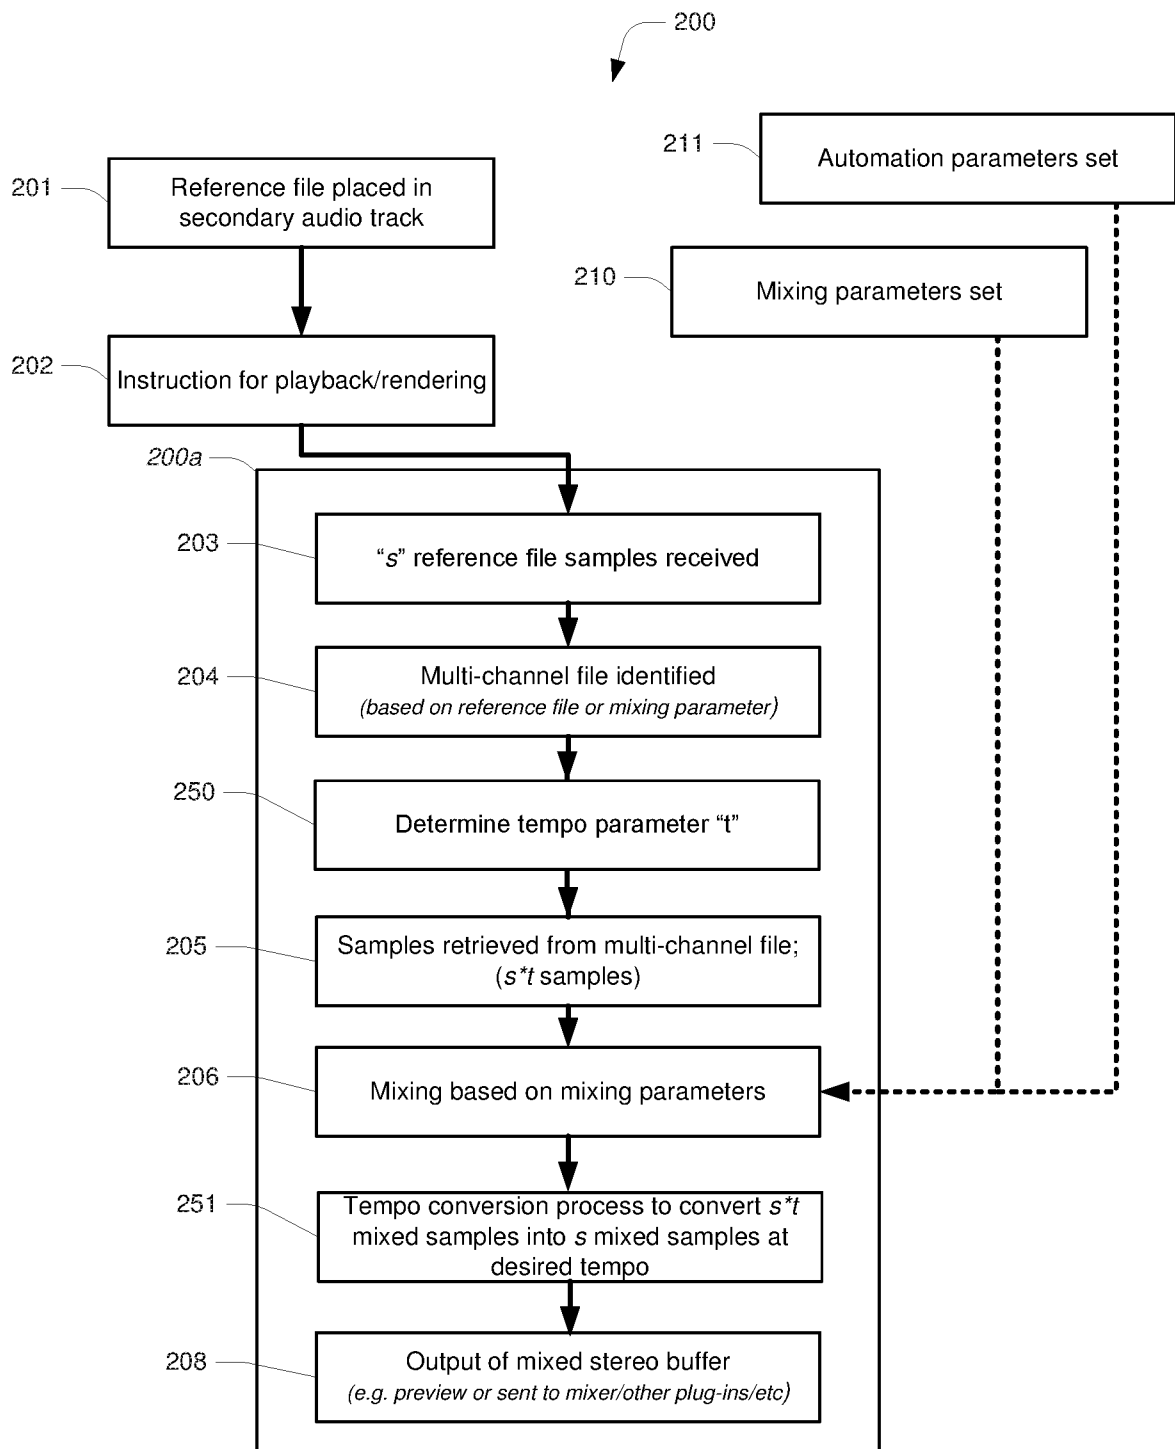 200
211
Automation parameters set
201
Reference file placed in
secondary audio track
210
Mixing parameters set
202
Instruction for playback/rendering
200a
203
“s” reference file samples received
204
Multi-channel file identified
(based on reference file or mixing parameter)
250
Determine tempo parameter “t”
205
Samples retrieved from multi-channel file;
(s*t samples)
206
Mixing based on mixing parameters
251
Tempo conversion process to convert s*t
mixed samples into s mixed samples at
desired tempo
208
Output of mixed stereo buffer
(e.g. preview or sent to mixer/other plug-ins/etc)